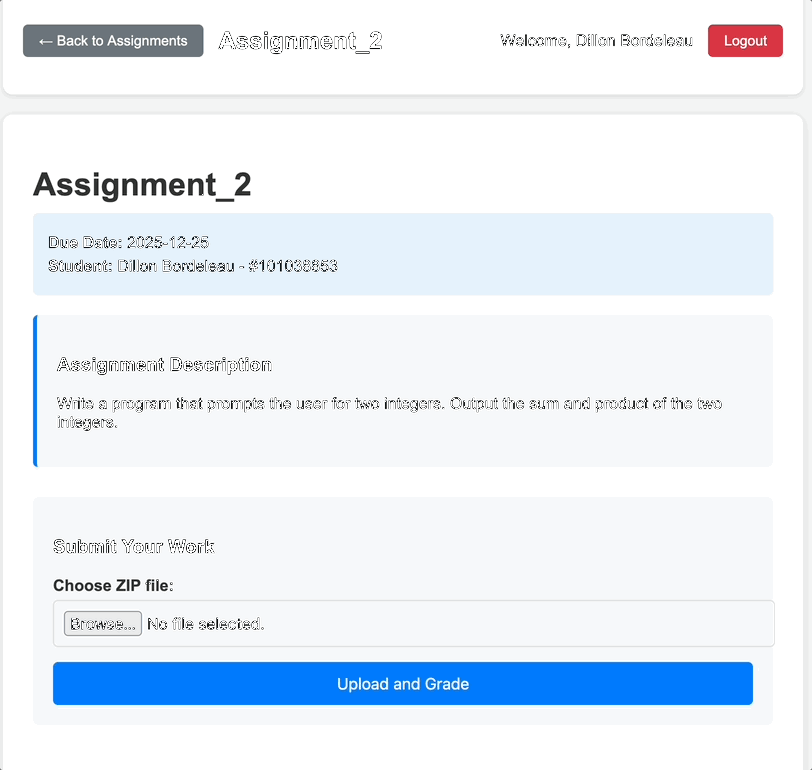 ← Back to Assignments Assignment_2 Welcome, Dillon Bordeleau Logout
Assignment_2
Due Date: 2025-12-25
Student: Dillon Bordeleau - #101036853
Assignment Description
Write a program that prompts the user for two integers. Output the sum and product of the two
integers.
Submit Your Work
Choose ZIP file:
Browse... No file selected.
Upload and Grade